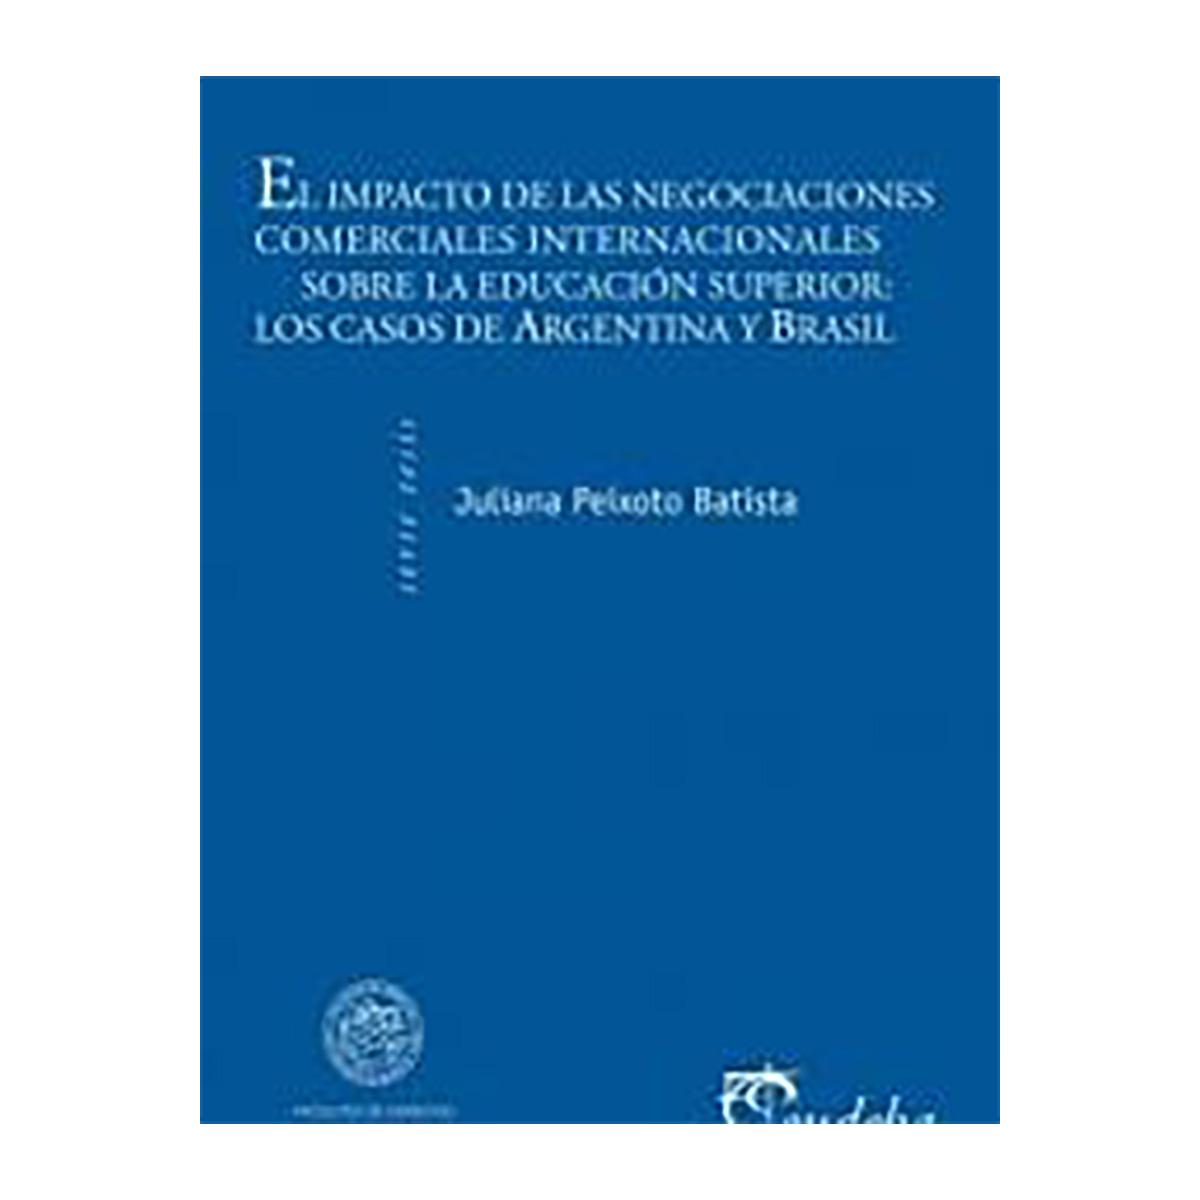 El impacto de las negociaciones
comerciales internacionales
sobre la educación superior:
los casos de Argentina y Brasil
Juliana Peixoto Batista
Eudeba